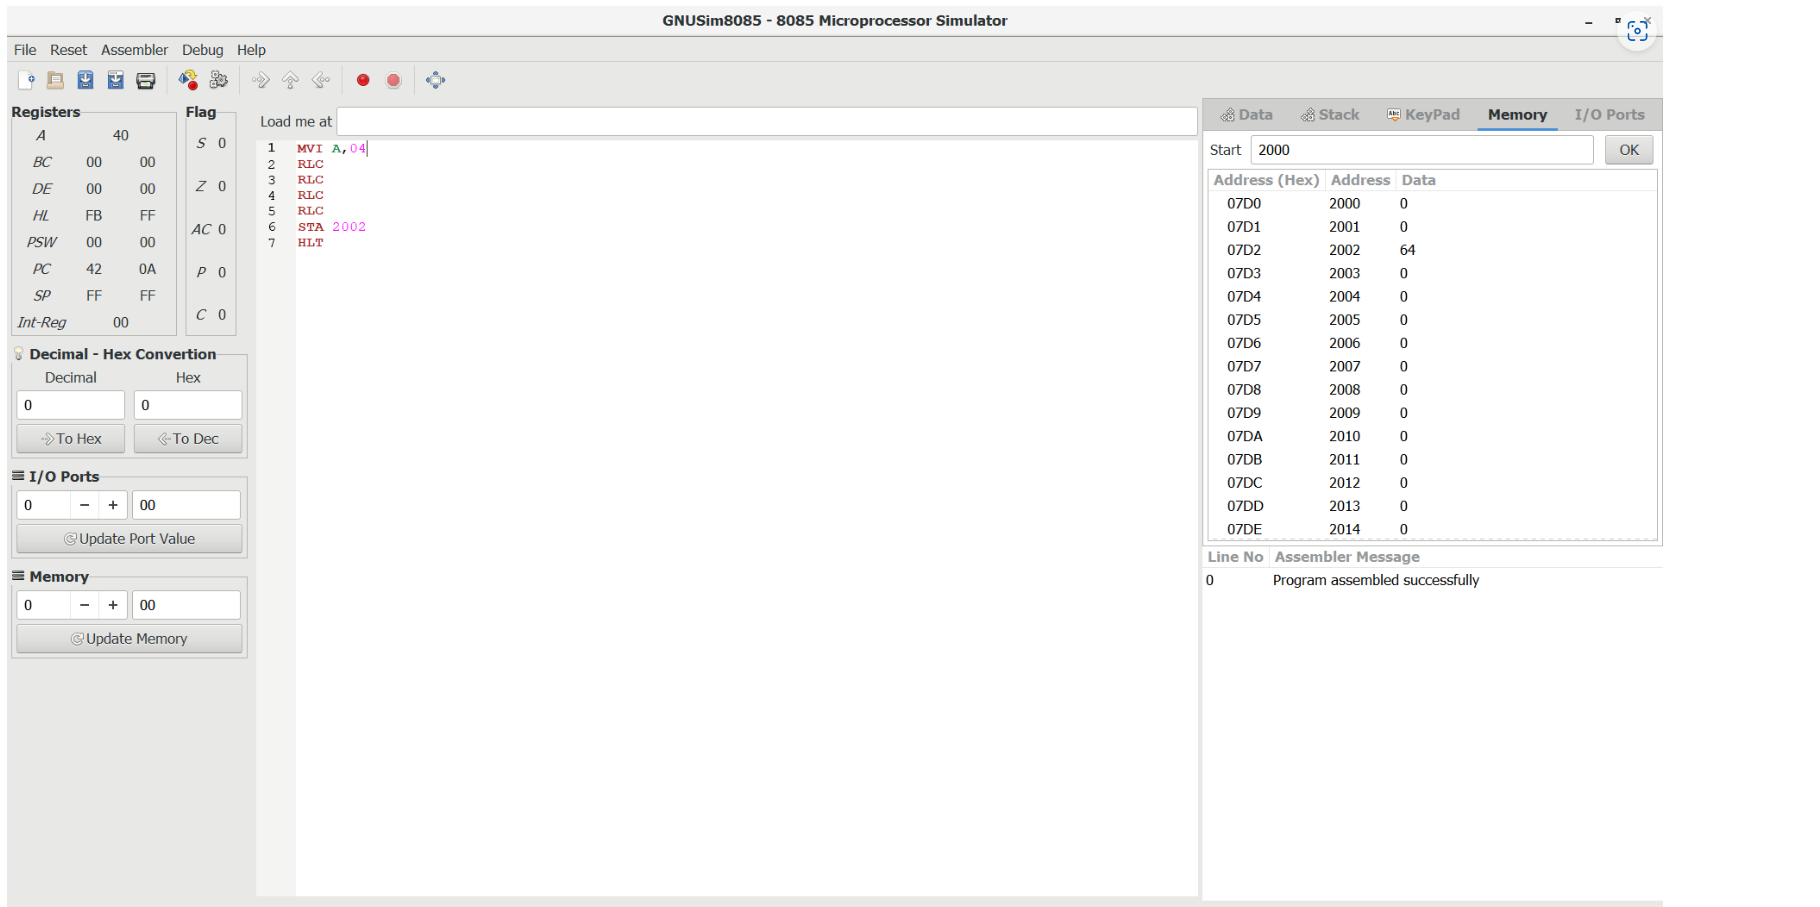 GNUSim8085 - 8085 Microprocessor Simulator
File Reset Assembler Debug Help
Registers
A 40
BC 00 00
DE 00 00
HL FB FF
PSW 00 00
PC 42 0A
SP FF FF
Int-Reg 00
Flag
S 0
Z 0
AC 0
P 0
C 0
Decimal - Hex Convertion
Decimal Hex
0 0
To Hex To Dec
I/O Ports
0 − + 00
Update Port Value
Memory
0 − + 00
Update Memory
Load me at
1 MVI A,04
2 RLC
3 RLC
4 RLC
5 RLC
6 STA 2002
7 HLT
Data Stack KeyPad Memory I/O Ports
Start 2000 OK
Address (Hex) Address Data
07D0 2000 0
07D1 2001 0
07D2 2002 64
07D3 2003 0
07D4 2004 0
07D5 2005 0
07D6 2006 0
07D7 2007 0
07D8 2008 0
07D9 2009 0
07DA 2010 0
07DB 2011 0
07DC 2012 0
07DD 2013 0
07DE 2014 0
Line No Assembler Message
0 Program assembled successfully